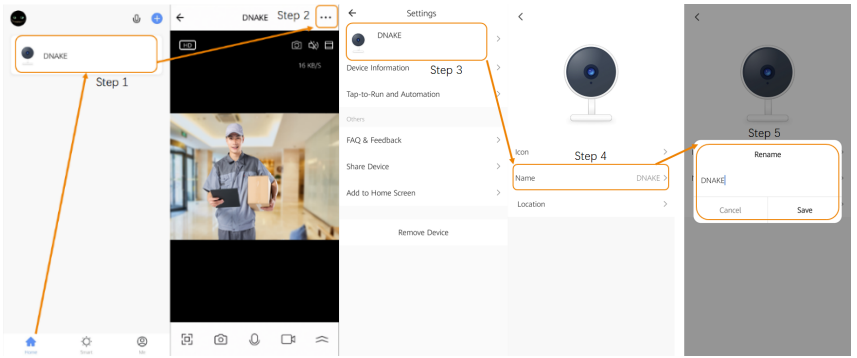 DNAKE
Step 1
Home
Smart
Me
DNAKE
Step 2
HD
16 KB/S
Settings
DNAKE
Device Information
Step 3
Tap-to-Run and Automation
Others
FAQ & Feedback
Share Device
Add to Home Screen
Remove Device
Icon
Step 4
Name DNAKE
Location
Step 5
Rename
DNAKE
Cancel Save